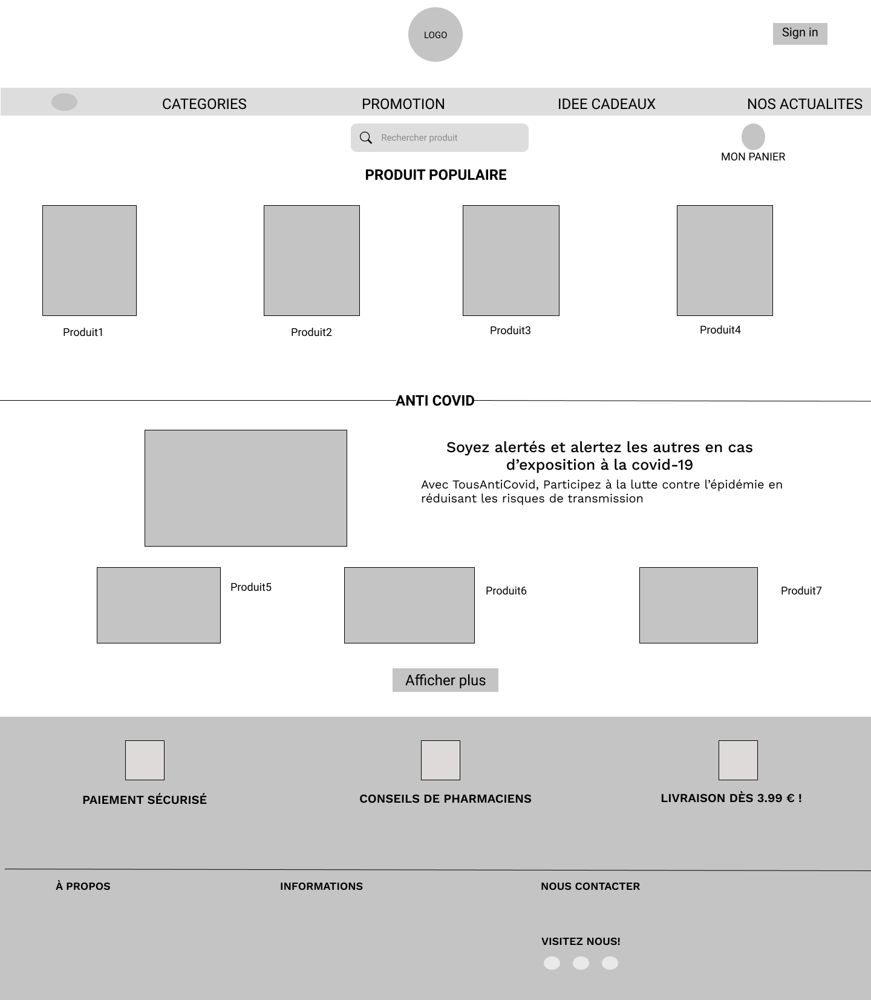 LOGO
Sign in
CATEGORIES
PROMOTION
IDEE CADEAUX
NOS ACTUALITES
Rechercher produit
MON PANIER
PRODUIT POPULAIRE
Produit1
Produit2
Produit3
Produit4
ANTI COVID
Soyez alertés et alertez les autres en cas
d’exposition à la covid-19
Avec TousAntiCovid, Participez à la lutte contre l’épidémie en
réduisant les risques de transmission
Produit5
Produit6
Produit7
Afficher plus
PAIEMENT SÉCURISÉ
CONSEILS DE PHARMACIENS
LIVRAISON DÈS 3.99 € !
À PROPOS
INFORMATIONS
NOUS CONTACTER
VISITEZ NOUS!